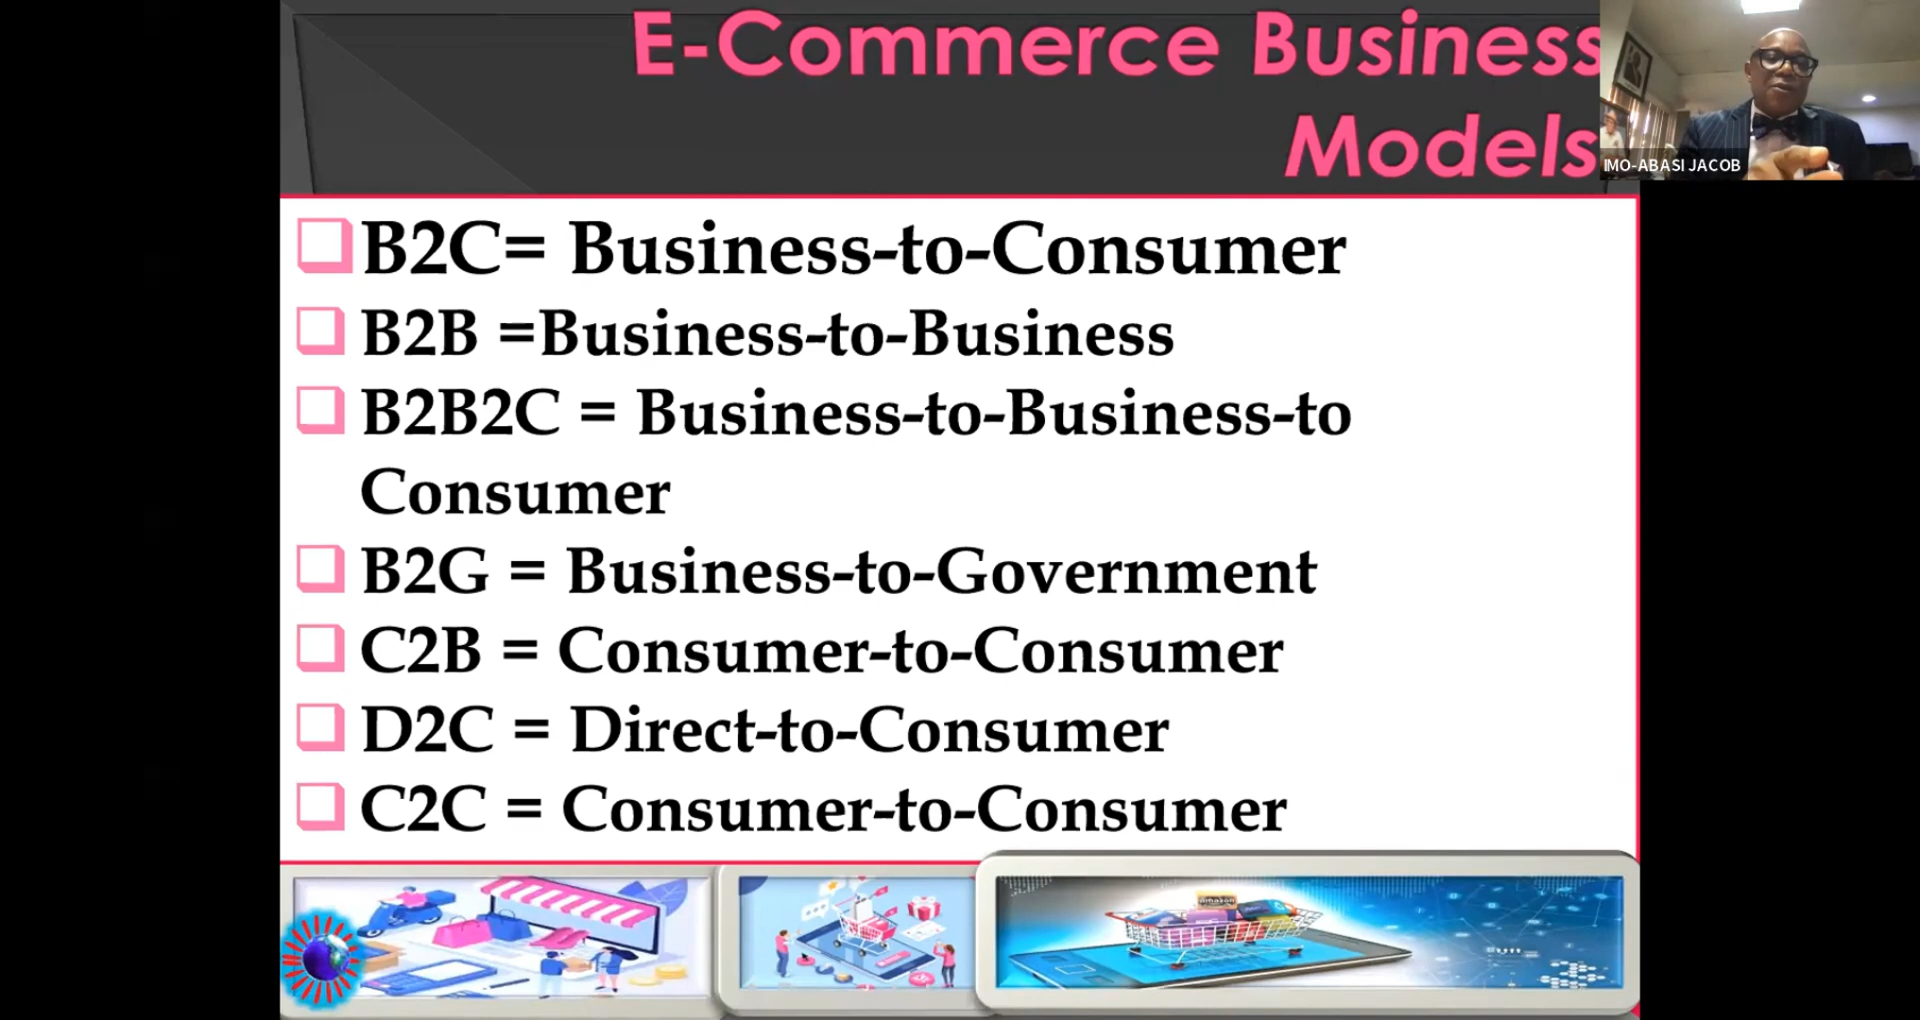 E-Commerce Business
Models
IMO-ABASI JACOB
B2C= Business-to-Consumer
B2B =Business-to-Business
B2B2C = Business-to-Business-to
Consumer
B2G = Business-to-Government
C2B = Consumer-to-Consumer
D2C = Direct-to-Consumer
C2C = Consumer-to-Consumer
amazon